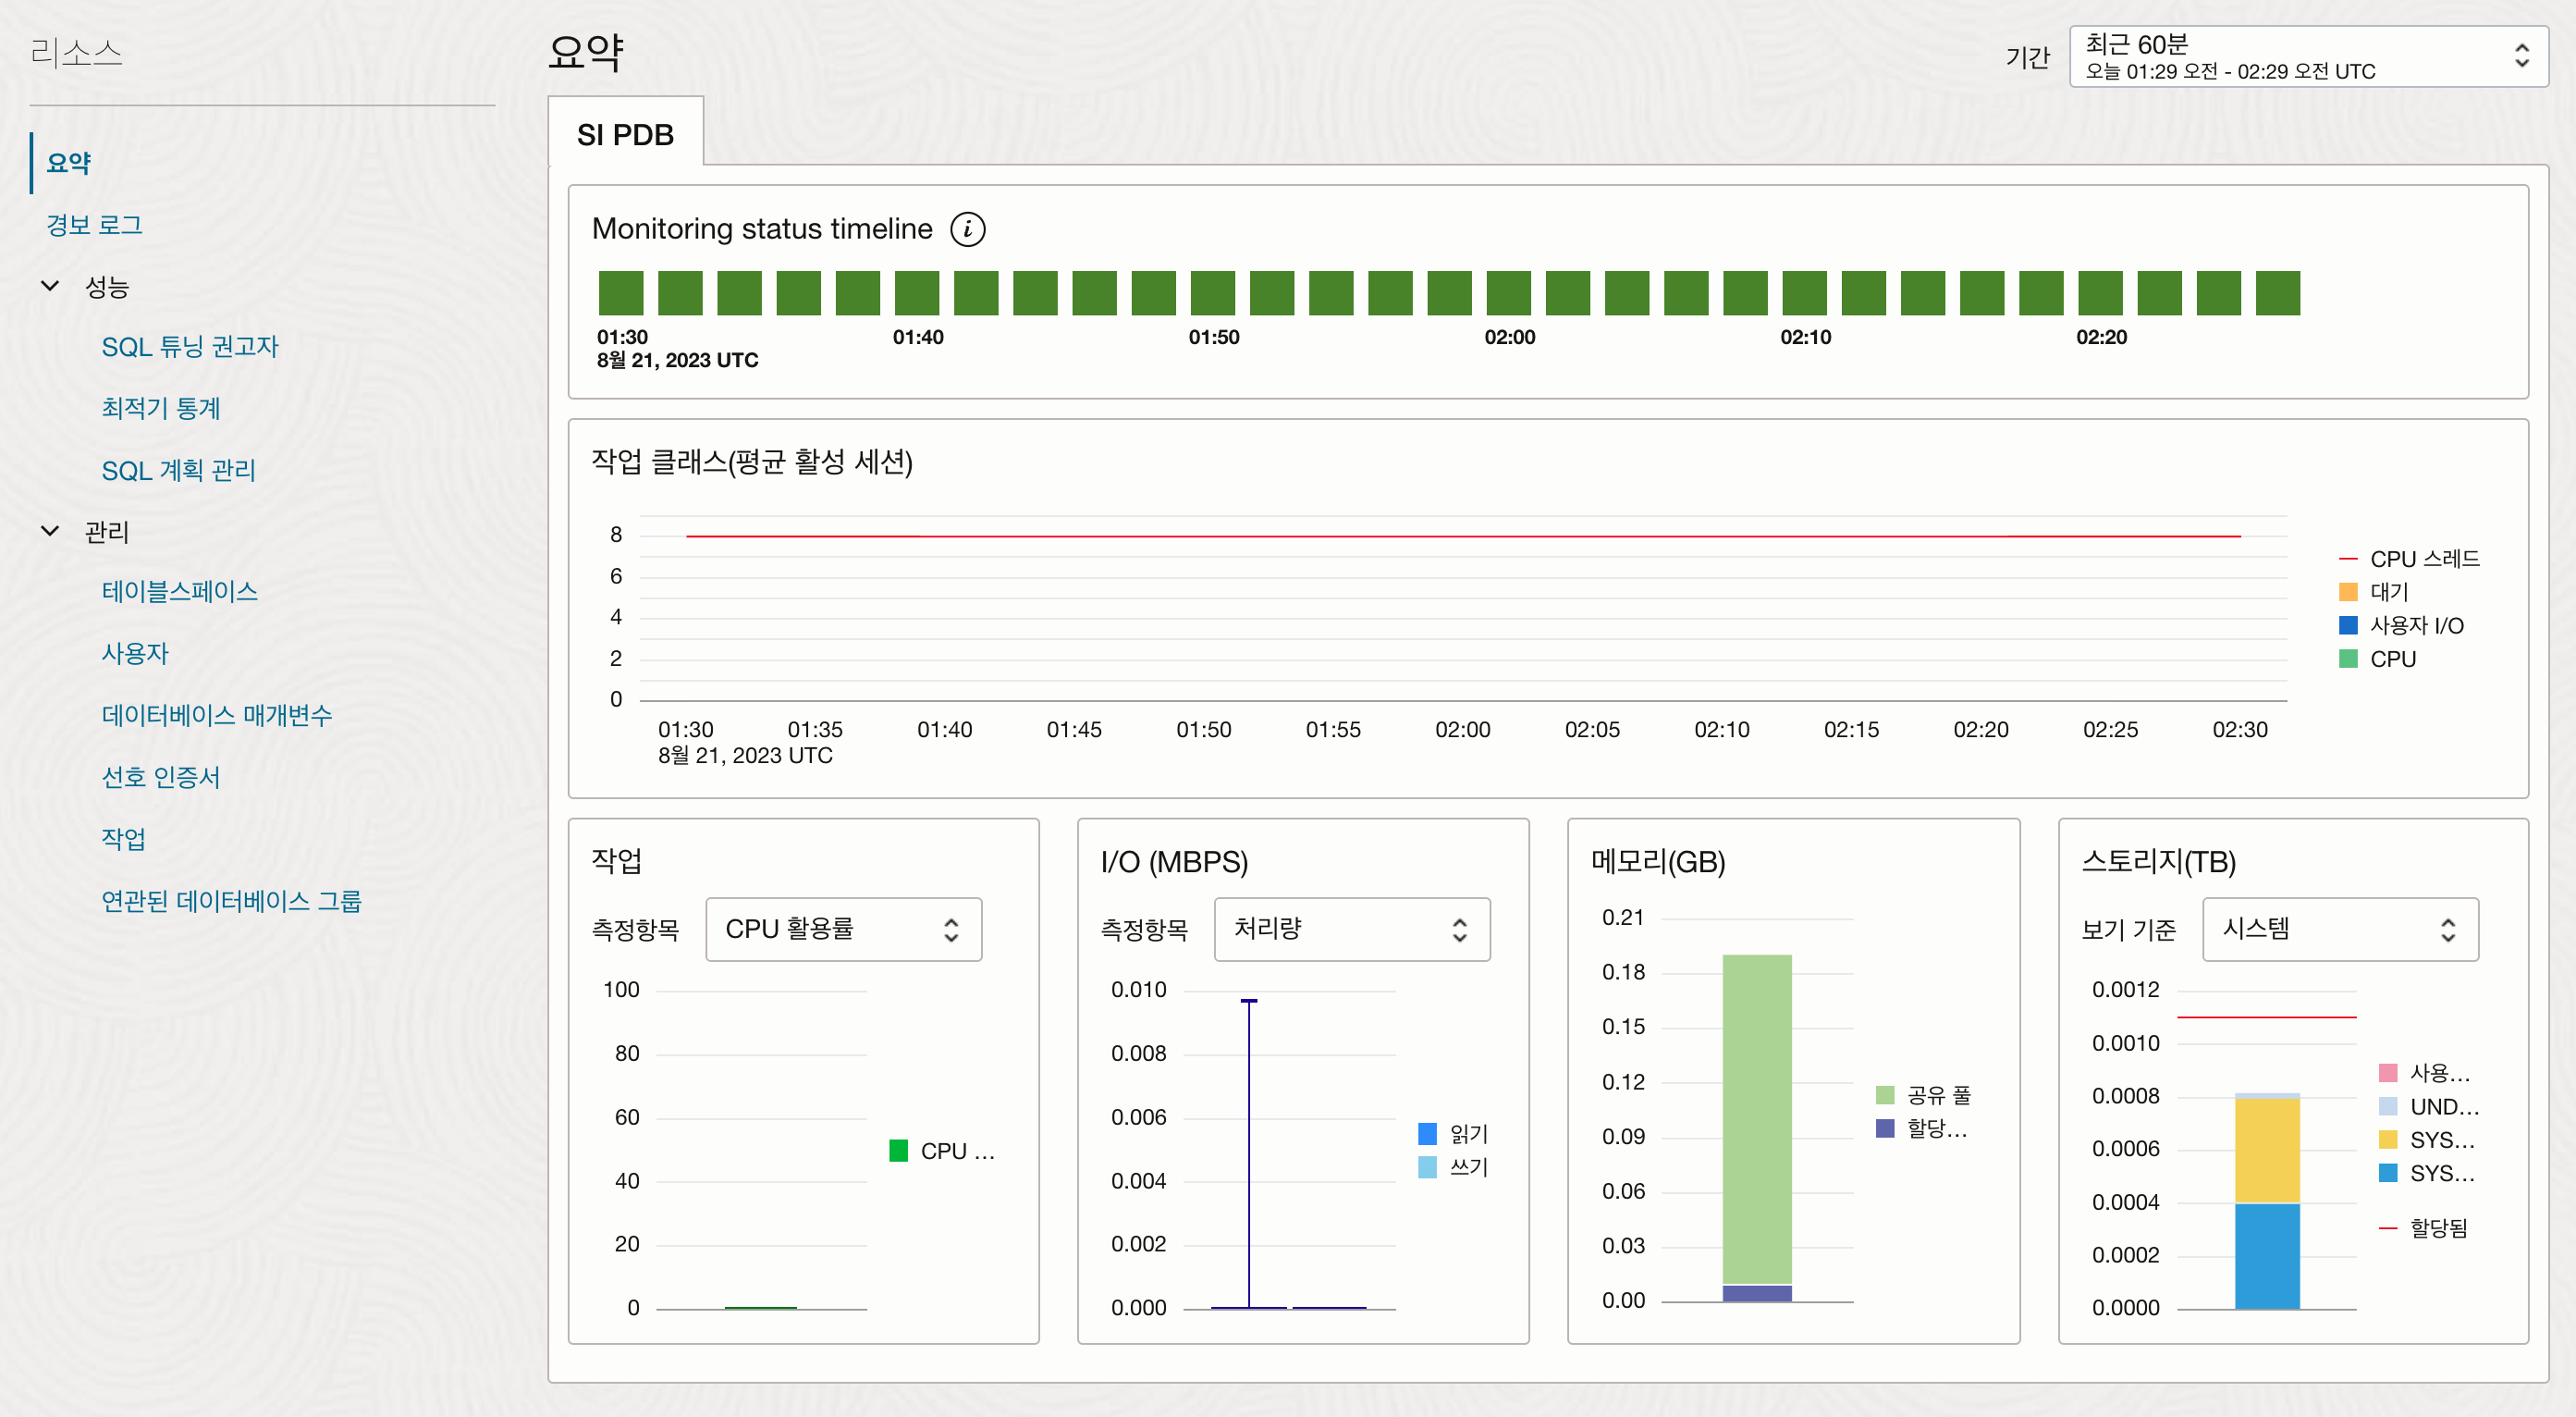 리소스
요약
경보 로그
성능
SQL 튜닝 권고자
최적기 통계
SQL 계획 관리
관리
테이블스페이스
사용자
데이터베이스 매개변수
선호 인증서
작업
연관된 데이터베이스 그룹
요약
기간
최근 60분
오늘 01:29 오전 - 02:29 오전 UTC
SI PDB
Monitoring status timeline i
01:30 01:40 01:50 02:00 02:10 02:20
8월 21, 2023 UTC
작업 클래스(평균 활성 세션)
8
6
4
2
0
01:30 01:35 01:40 01:45 01:50 01:55 02:00 02:05 02:10 02:15 02:20 02:25 02:30
8월 21, 2023 UTC
CPU 스레드
대기
사용자 I/O
CPU
작업
측정항목 CPU 활용률
100
80
60
40
20
0
CPU ...
I/O (MBPS)
측정항목 처리량
0.010
0.008
0.006
0.004
0.002
0.000
읽기
쓰기
메모리(GB)
0.21
0.18
0.15
0.12
0.09
0.06
0.03
0.00
공유 풀
할당...
스토리지(TB)
보기 기준 시스템
0.0012
0.0010
0.0008
0.0006
0.0004
0.0002
0.0000
사용...
UND...
SYS...
SYS...
할당됨